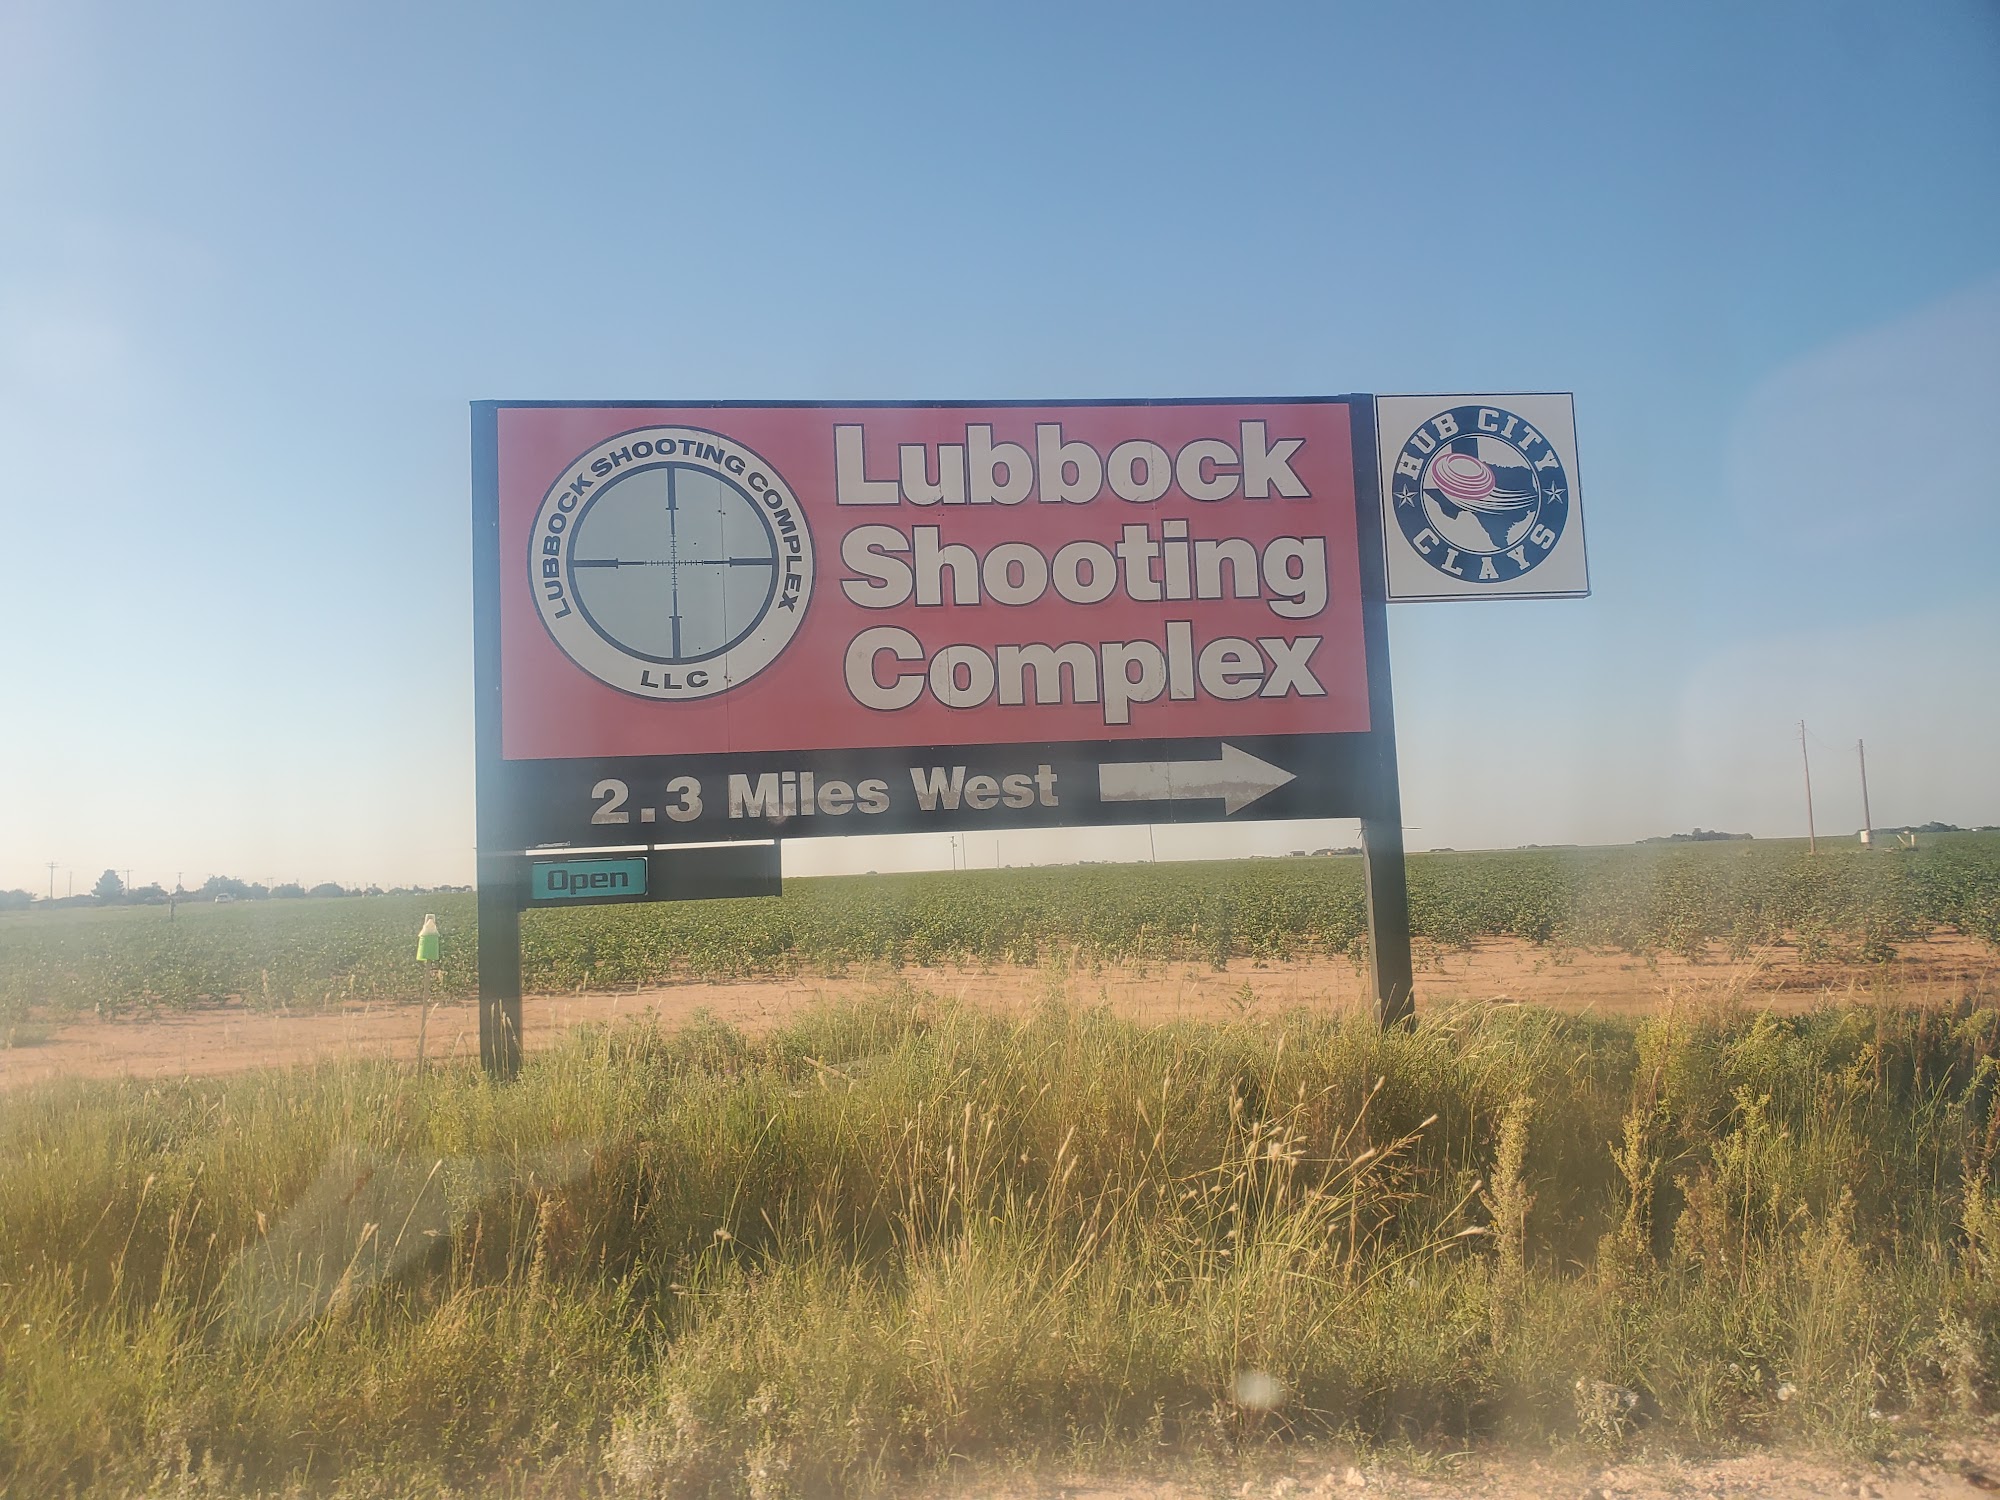 LUBBOCK SHOOTING COMPLEX
LLC
Lubbock
Shooting
Complex
2.3 Miles West
Open
HUB CITY
CLAYS